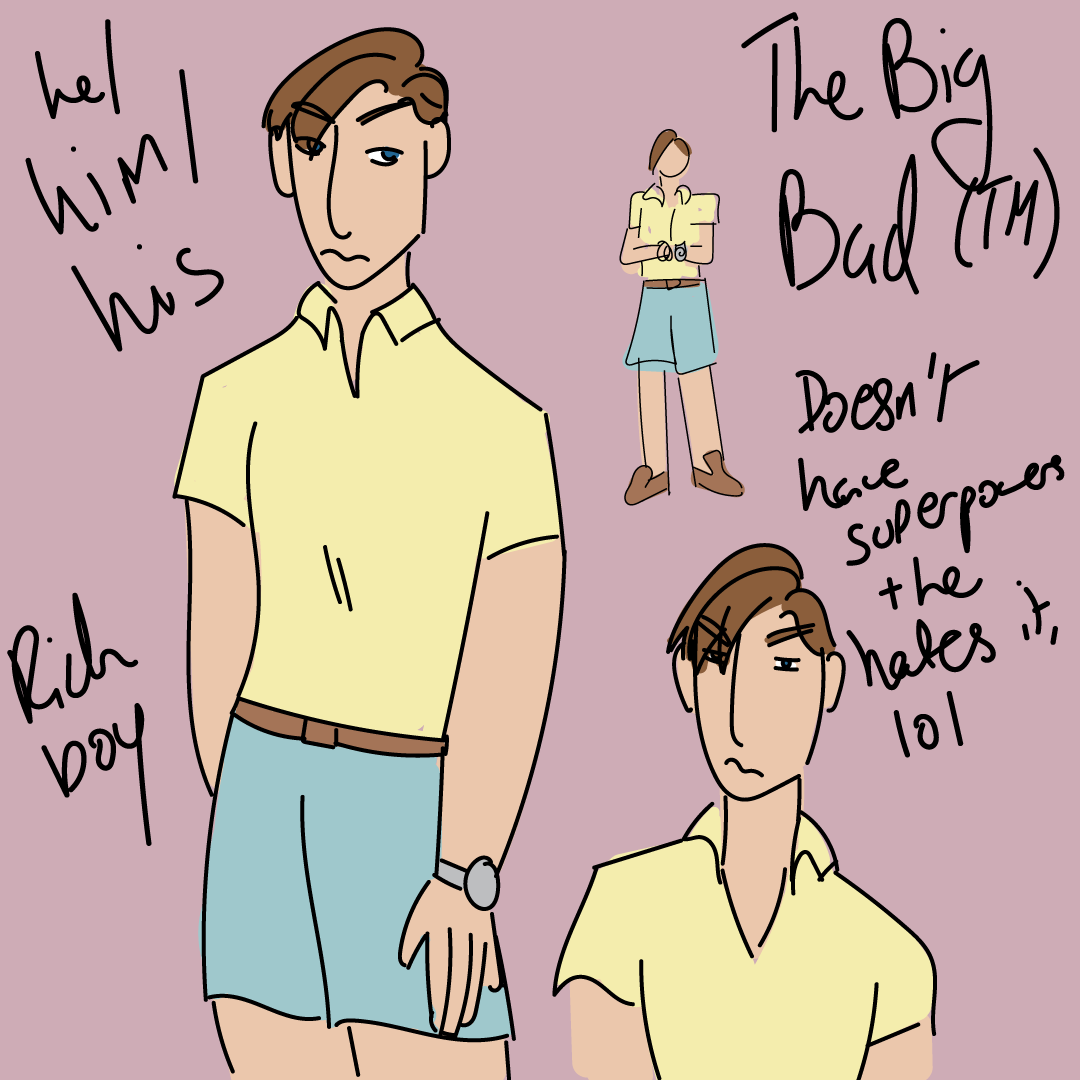 he/
him/
his
The Big
Bad (TM)
Doesn't
have
superpowers
+ he
hates it,
lol
Rich
boy